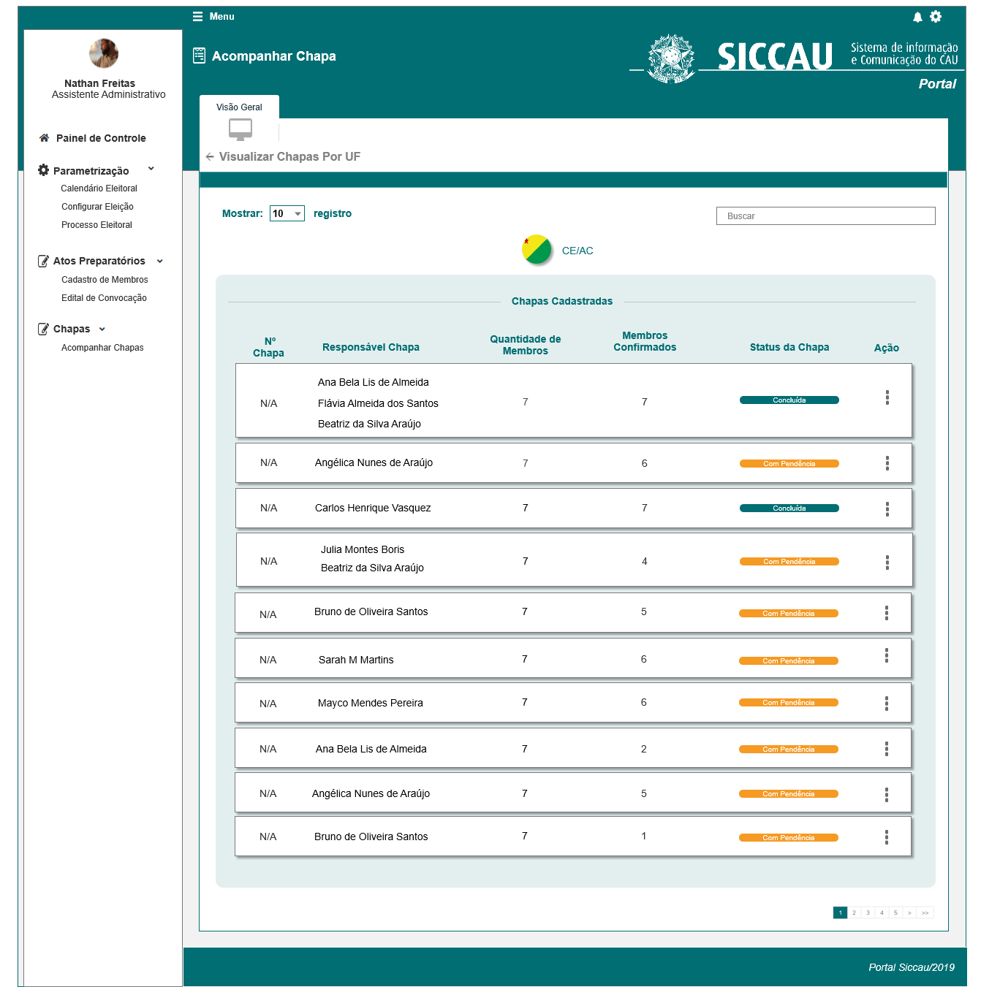 Menu
Acompanhar Chapa
SICCAU
Sistema de informação
e Comunicação do CAU
Portal
Nathan Freitas
Assistente Administrativo
Painel de Controle
Parametrização
Calendário Eleitoral
Configurar Eleição
Processo Eleitoral
Atos Preparatórios
Cadastro de Membros
Edital de Convocação
Chapas
Acompanhar Chapas
Visão Geral
Visualizar Chapas Por UF
Mostrar: 10 registro
Buscar
CE/AC
Chapas Cadastradas
Nº Chapa Responsável Chapa Quantidade de Membros Membros Confirmados Status da Chapa Ação
Ana Bela Lis de Almeida
N/A Flávia Almeida dos Santos 7 7 Concluída
Beatriz da Silva Araújo
N/A Angélica Nunes de Araújo 7 6 Com Pendência
N/A Carlos Henrique Vasquez 7 7 Concluída
Julia Montes Boris
N/A 7 4 Com Pendência
Beatriz da Silva Araújo
N/A Bruno de Oliveira Santos 7 5 Com Pendência
N/A Sarah M Martins 7 6 Com Pendência
N/A Mayco Mendes Pereira 7 6 Com Pendência
N/A Ana Bela Lis de Almeida 7 2 Com Pendência
N/A Angélica Nunes de Araújo 7 5 Com Pendência
N/A Bruno de Oliveira Santos 7 1 Com Pendência
1 2 3 4 5 > >>
Portal Siccau/2019